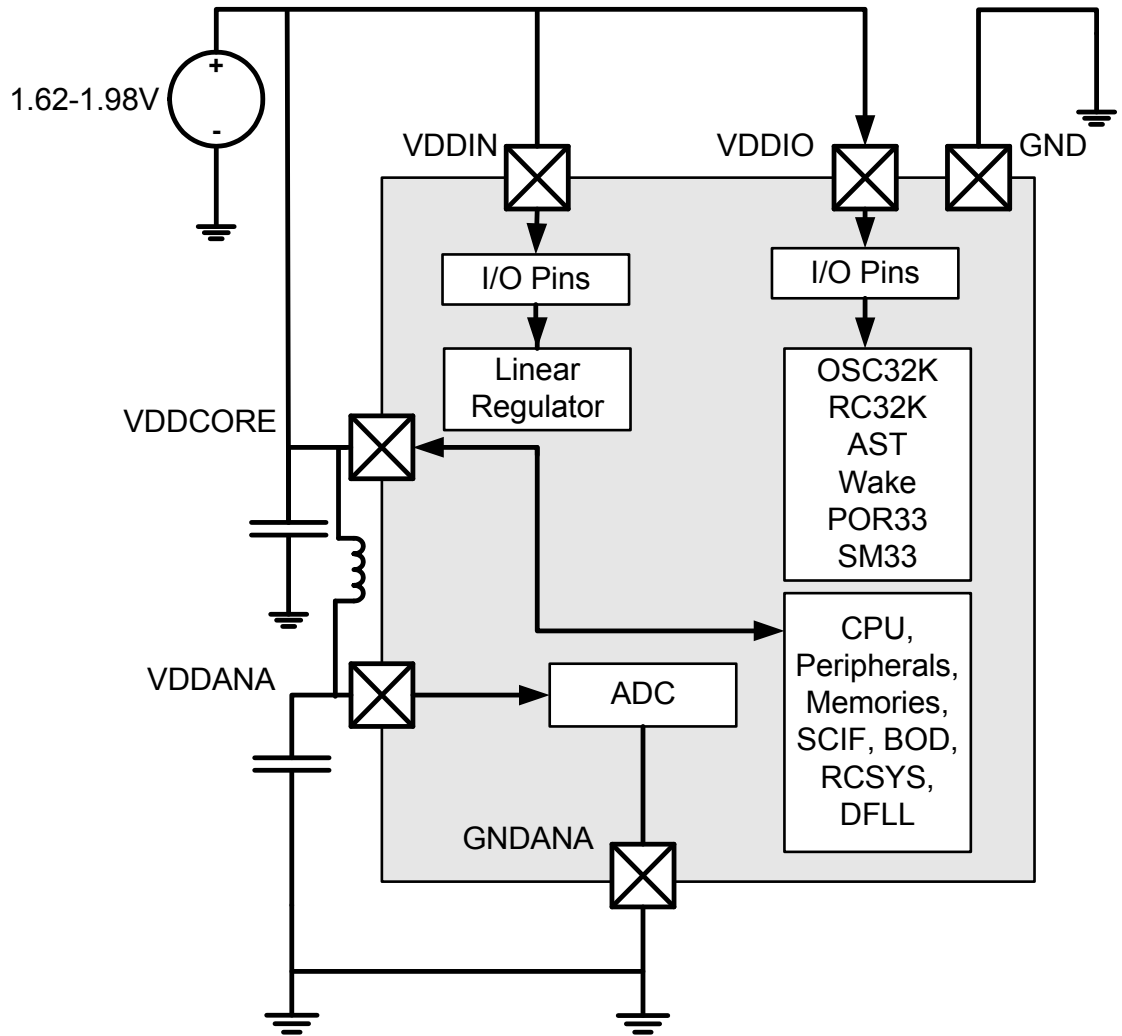 +
1.62-1.98V
-
VDDIN
VDDIO
GND
I/O Pins
I/O Pins
Linear
Regulator
OSC32K
RC32K
AST
Wake
POR33
SM33
VDDCORE
CPU,
Peripherals,
Memories,
SCIF, BOD,
RCSYS,
DFLL
VDDANA
ADC
GNDANA